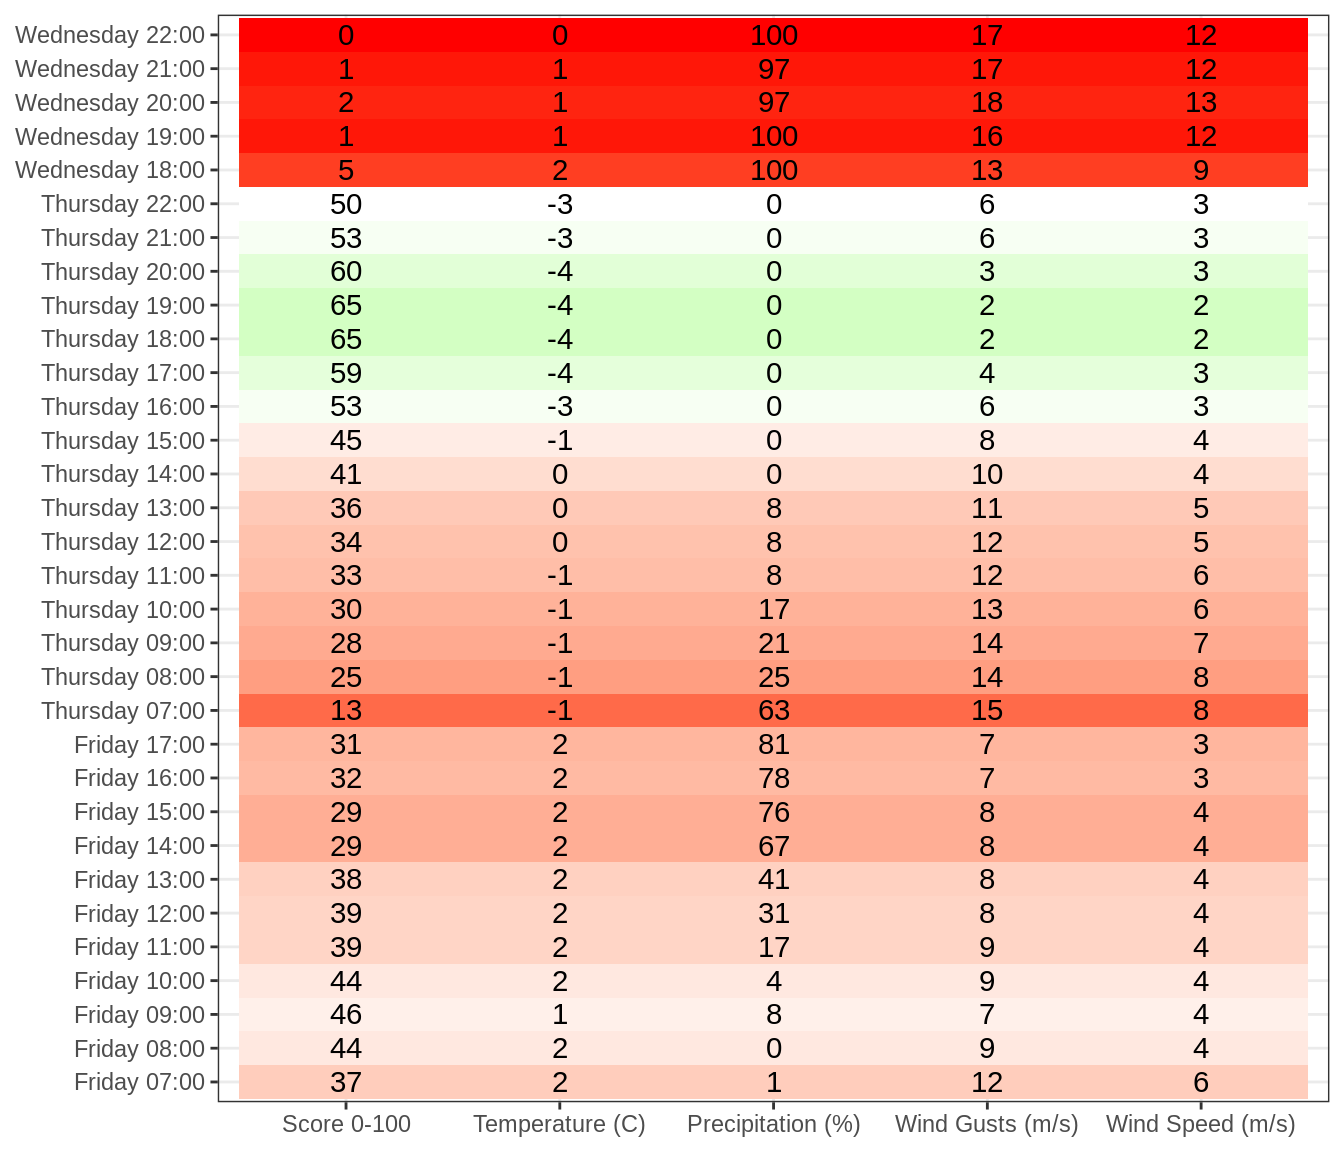 Wednesday 22:00 0 0 100 17 12
Wednesday 21:00 1 1 97 17 12
Wednesday 20:00 2 1 97 18 13
Wednesday 19:00 1 1 100 16 12
Wednesday 18:00 5 2 100 13 9
Thursday 22:00 50 -3 0 6 3
Thursday 21:00 53 -3 0 6 3
Thursday 20:00 60 -4 0 3 3
Thursday 19:00 65 -4 0 2 2
Thursday 18:00 65 -4 0 2 2
Thursday 17:00 59 -4 0 4 3
Thursday 16:00 53 -3 0 6 3
Thursday 15:00 45 -1 0 8 4
Thursday 14:00 41 0 0 10 4
Thursday 13:00 36 0 8 11 5
Thursday 12:00 34 0 8 12 5
Thursday 11:00 33 -1 8 12 6
Thursday 10:00 30 -1 17 13 6
Thursday 09:00 28 -1 21 14 7
Thursday 08:00 25 -1 25 14 8
Thursday 07:00 13 -1 63 15 8
Friday 17:00 31 2 81 7 3
Friday 16:00 32 2 78 7 3
Friday 15:00 29 2 76 8 4
Friday 14:00 29 2 67 8 4
Friday 13:00 38 2 41 8 4
Friday 12:00 39 2 31 8 4
Friday 11:00 39 2 17 9 4
Friday 10:00 44 2 4 9 4
Friday 09:00 46 1 8 7 4
Friday 08:00 44 2 0 9 4
Friday 07:00 37 2 1 12 6
Score 0-100 Temperature (C) Precipitation (%) Wind Gusts (m/s) Wind Speed (m/s)